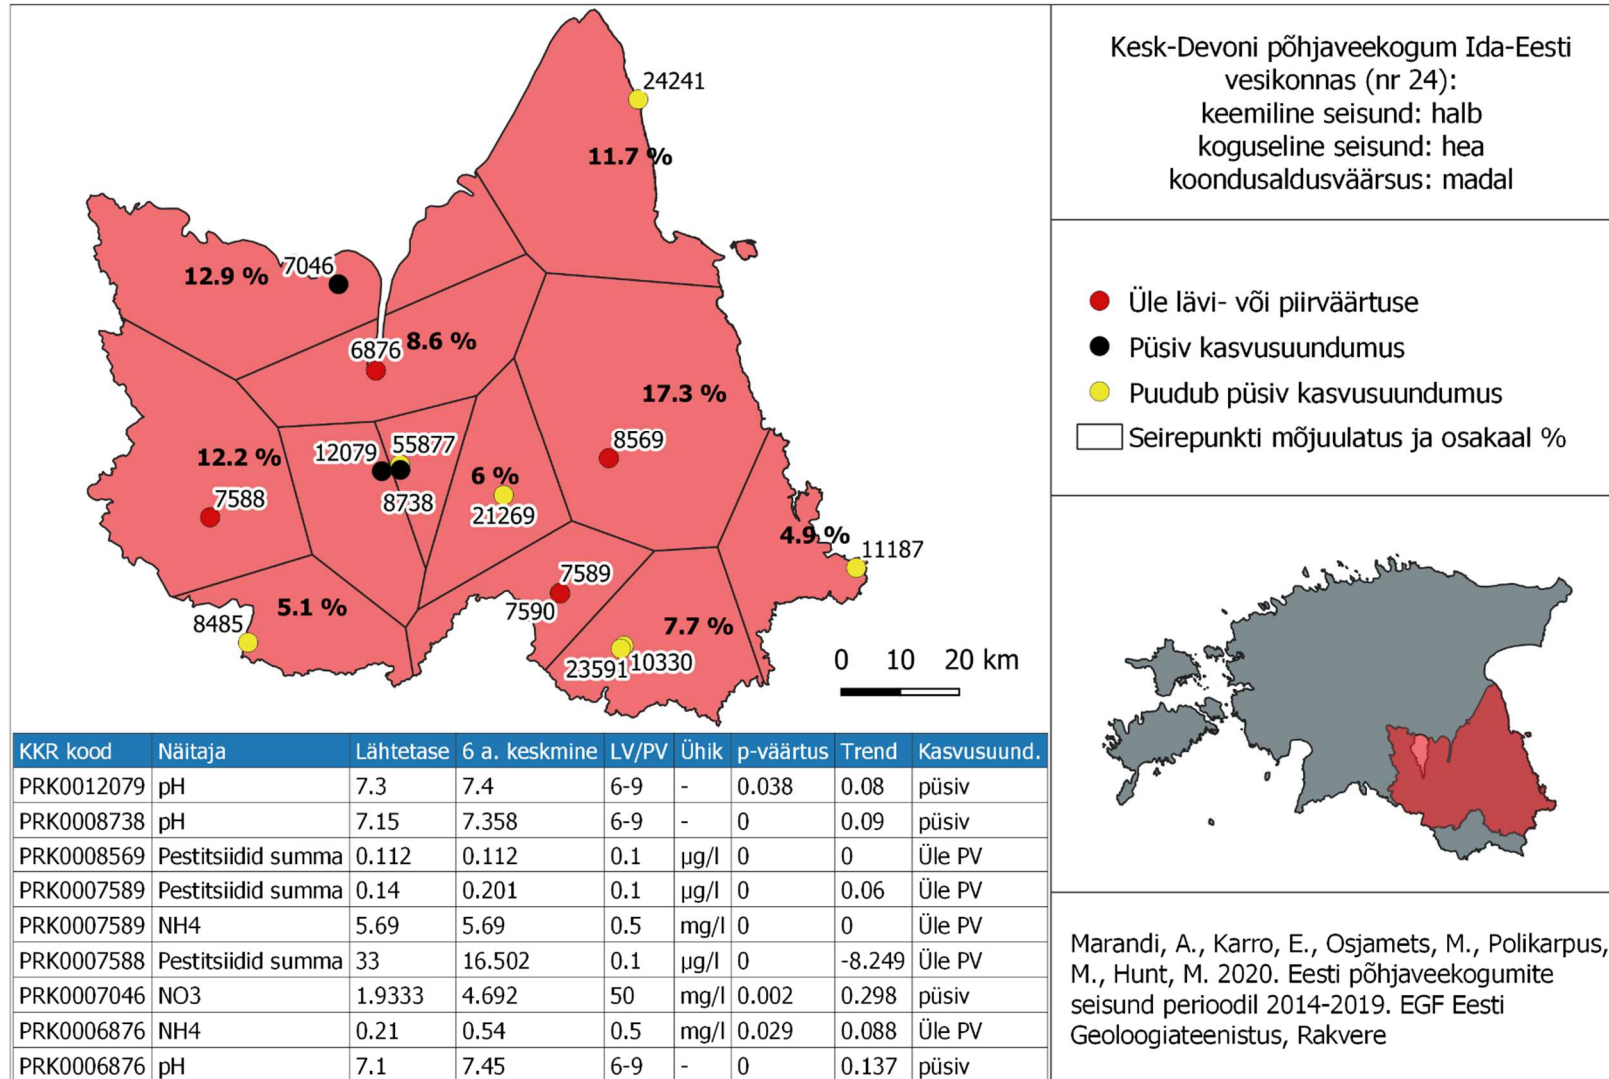 24241
11.7 %
12.9 %
7046
8.6 %
6876
17.3 %
12.2 %
12079
55877
8569
6 %
7588
8738
21269
4.9 %
11187
7589
7590
5.1 %
8485
7.7 %
23591
10330
0 10 20 km
KKR kood Näitaja Lähtetase 6 a. keskmine LV/PV Ühik p-väärtus Trend Kasvusuund.
PRK0012079 pH 7.3 7.4 6-9 - 0.038 0.08 püsiv
PRK0008738 pH 7.15 7.358 6-9 - 0 0.09 püsiv
PRK0008569 Pestitsiidid summa 0.112 0.112 0.1 µg/l 0 0 Üle PV
PRK0007589 Pestitsiidid summa 0.14 0.201 0.1 µg/l 0 0.06 Üle PV
PRK0007589 NH4 5.69 5.69 0.5 mg/l 0 0 Üle PV
PRK0007588 Pestitsiidid summa 33 16.502 0.1 µg/l 0 -8.249 Üle PV
PRK0007046 NO3 1.9333 4.692 50 mg/l 0.002 0.298 püsiv
PRK0006876 NH4 0.21 0.54 0.5 mg/l 0.029 0.088 Üle PV
PRK0006876 pH 7.1 7.45 6-9 - 0 0.137 püsiv
Kesk-Devoni põhjaveekogum Ida-Eesti
vesikonnas (nr 24):
keemiline seisund: halb
koguseline seisund: hea
koondusaldusväärsus: madal
Üle lävi- või piirväärtuse
Püsiv kasvusuundumus
Puudub püsiv kasvusuundumus
Seirepunkti mõjuulatus ja osakaal %
Marandi, A., Karro, E., Osjamets, M., Polikarpus,
M., Hunt, M. 2020. Eesti põhjaveekogumite
seisund perioodil 2014-2019. EGF Eesti
Geoloogiateenistus, Rakvere